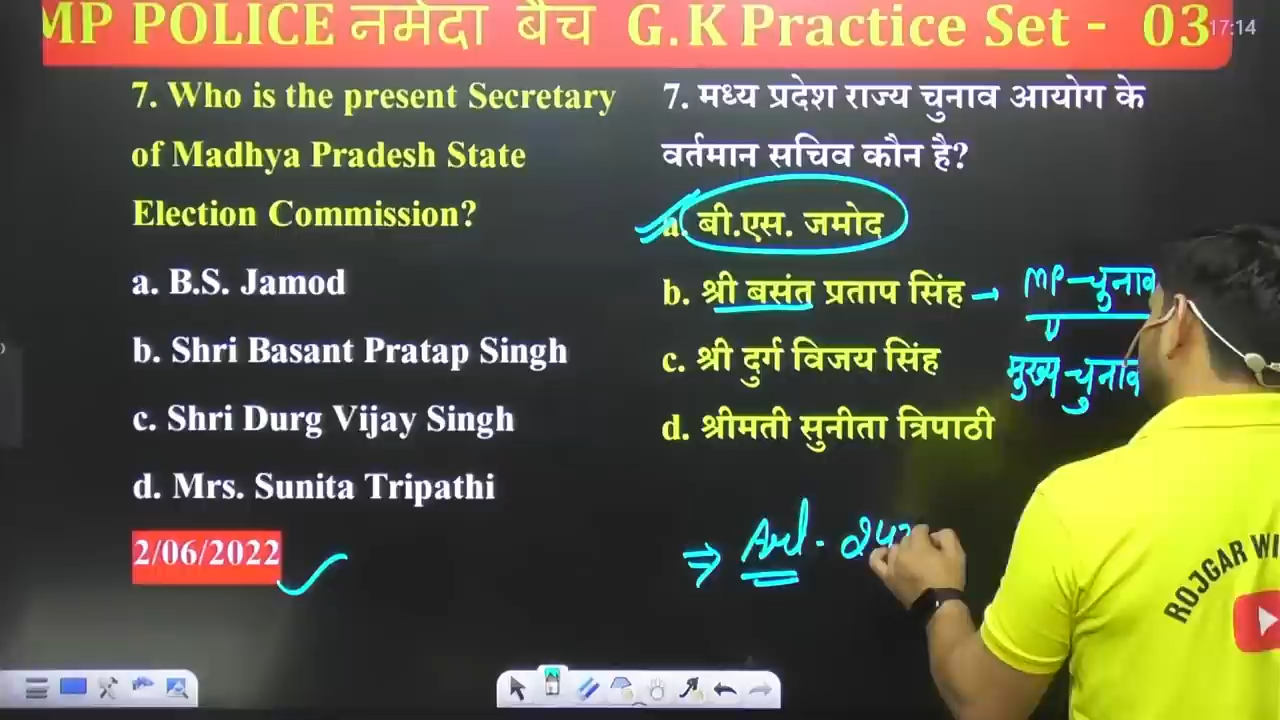 MP POLICE नर्मदा बैच G.K Practice Set - 03
17:14
7. Who is the present Secretary
of Madhya Pradesh State
Election Commission?
a. B.S. Jamod
b. Shri Basant Pratap Singh
c. Shri Durg Vijay Singh
d. Mrs. Sunita Tripathi
2/06/2022
7. मध्य प्रदेश राज्य चुनाव आयोग के
वर्तमान सचिव कौन है?
a. बी.एस. जमोद
b. श्री बसंत प्रताप सिंह → MP-चुनाव
मुख्य-चुनाव
c. श्री दुर्ग विजय सिंह
d. श्रीमती सुनीता त्रिपाठी
ROJGAR WI